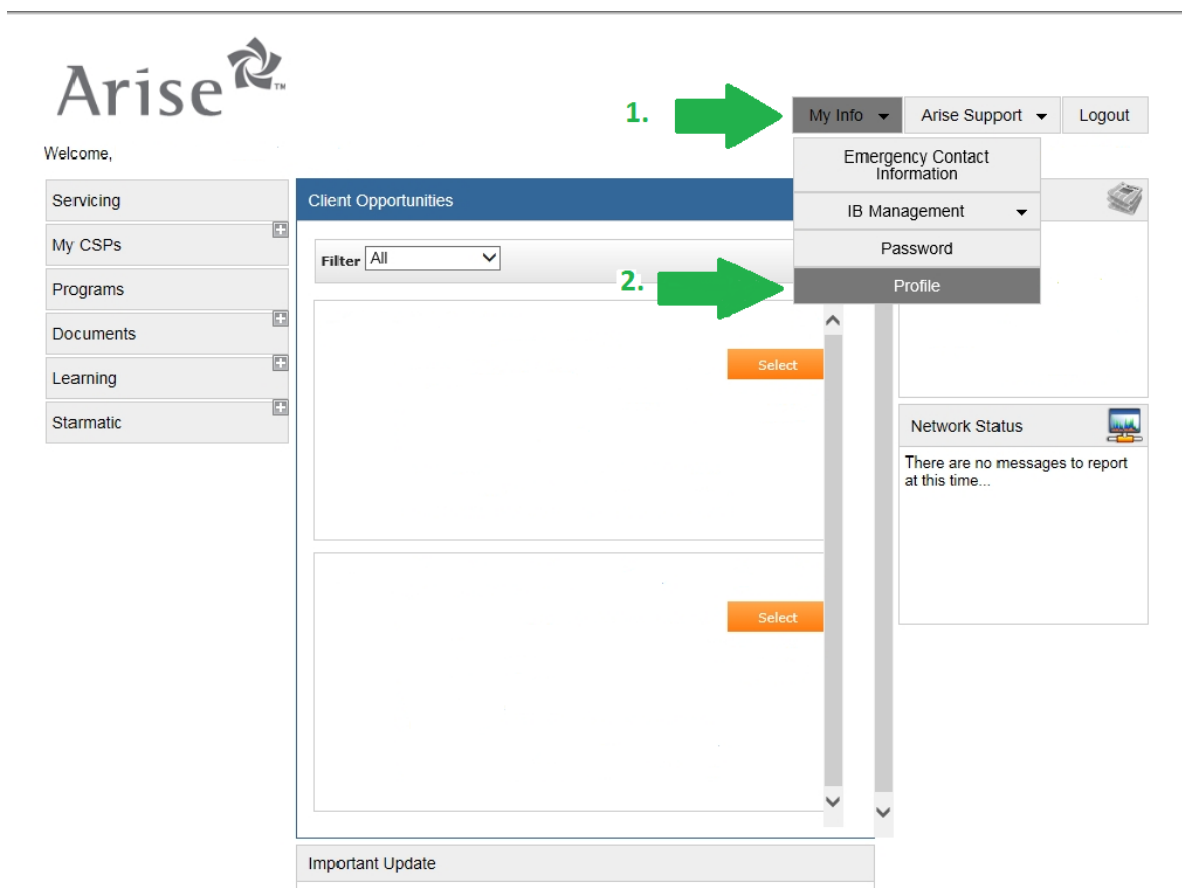 Arise TM
1.
My Info
Arise Support
Logout
Welcome,
Emergency Contact
Information
IB Management
Password
2.
Profile
Servicing
My CSPs
Programs
Documents
Learning
Starmatic
Client Opportunities
Filter All
Select
Select
Network Status
There are no messages to report
at this time...
Important Update